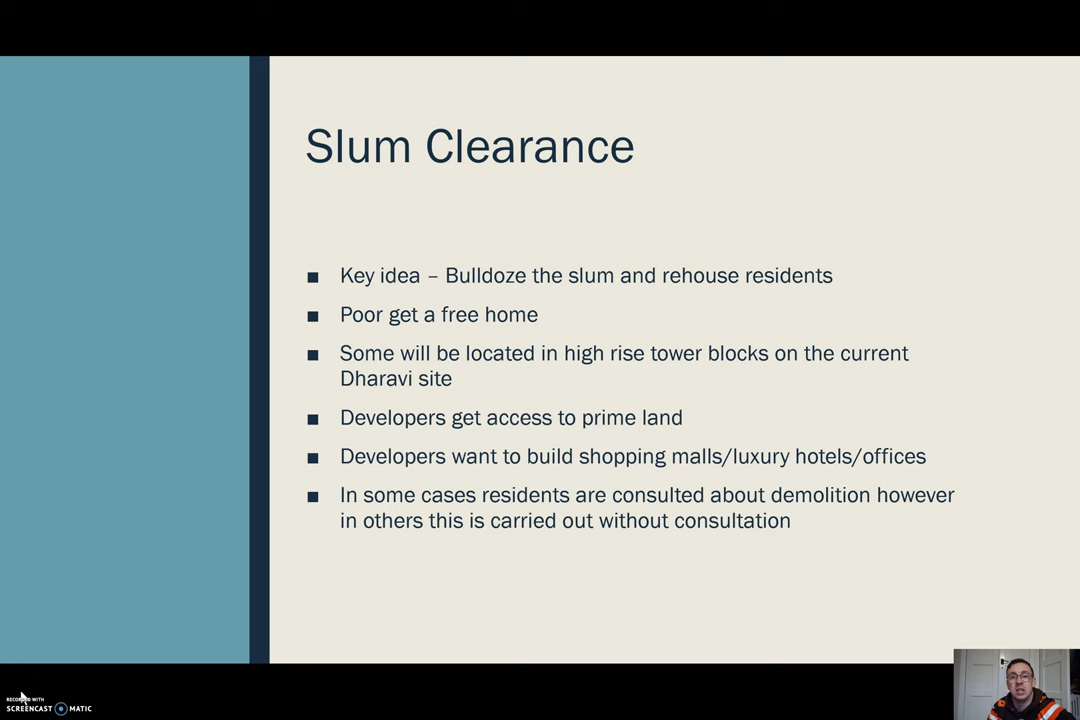 Slum Clearance
■ Key idea – Bulldoze the slum and rehouse residents
■ Poor get a free home
■ Some will be located in high rise tower blocks on the current
Dharavi site
■ Developers get access to prime land
■ Developers want to build shopping malls/luxury hotels/offices
■ In some cases residents are consulted about demolition however
in others this is carried out without consultation
RECORDED WITH
SCREENCAST MATIC